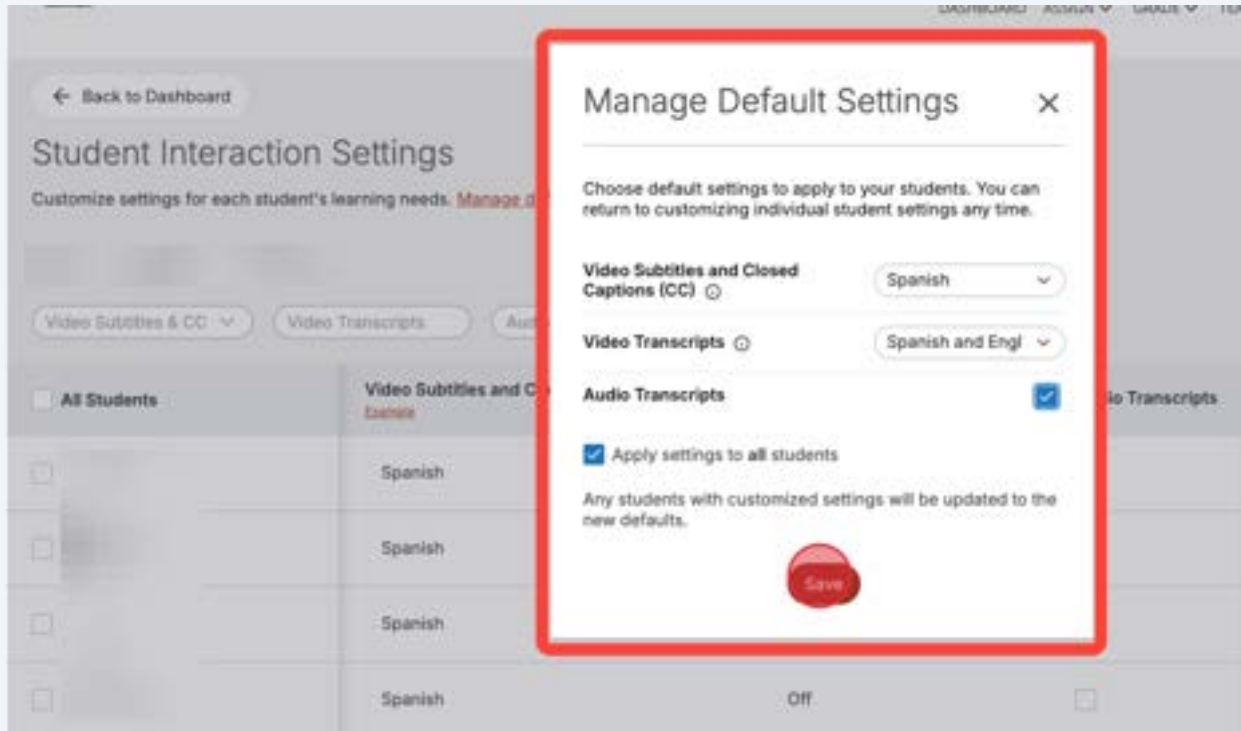 DASHBOARD ASSIGN GRADE
← Back to Dashboard
Student Interaction Settings
Customize settings for each student's learning needs. Manage d
Video Subtitles & CC
Video Transcripts
All Students
Video Subtitles and C
Example
io Transcripts
Spanish
Spanish
Spanish
Spanish
Off
Manage Default Settings
Choose default settings to apply to your students. You can
return to customizing individual student settings any time.
Video Subtitles and Closed
Captions (CC)
Spanish
Video Transcripts
Spanish and Engl
Audio Transcripts
Apply settings to all students
Any students with customized settings will be updated to the
new defaults.
Save